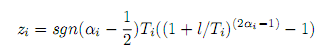 z_i = sgn(α_i − 1/2)T_i((1 + l/T_i)^(2α_i−1) − 1)